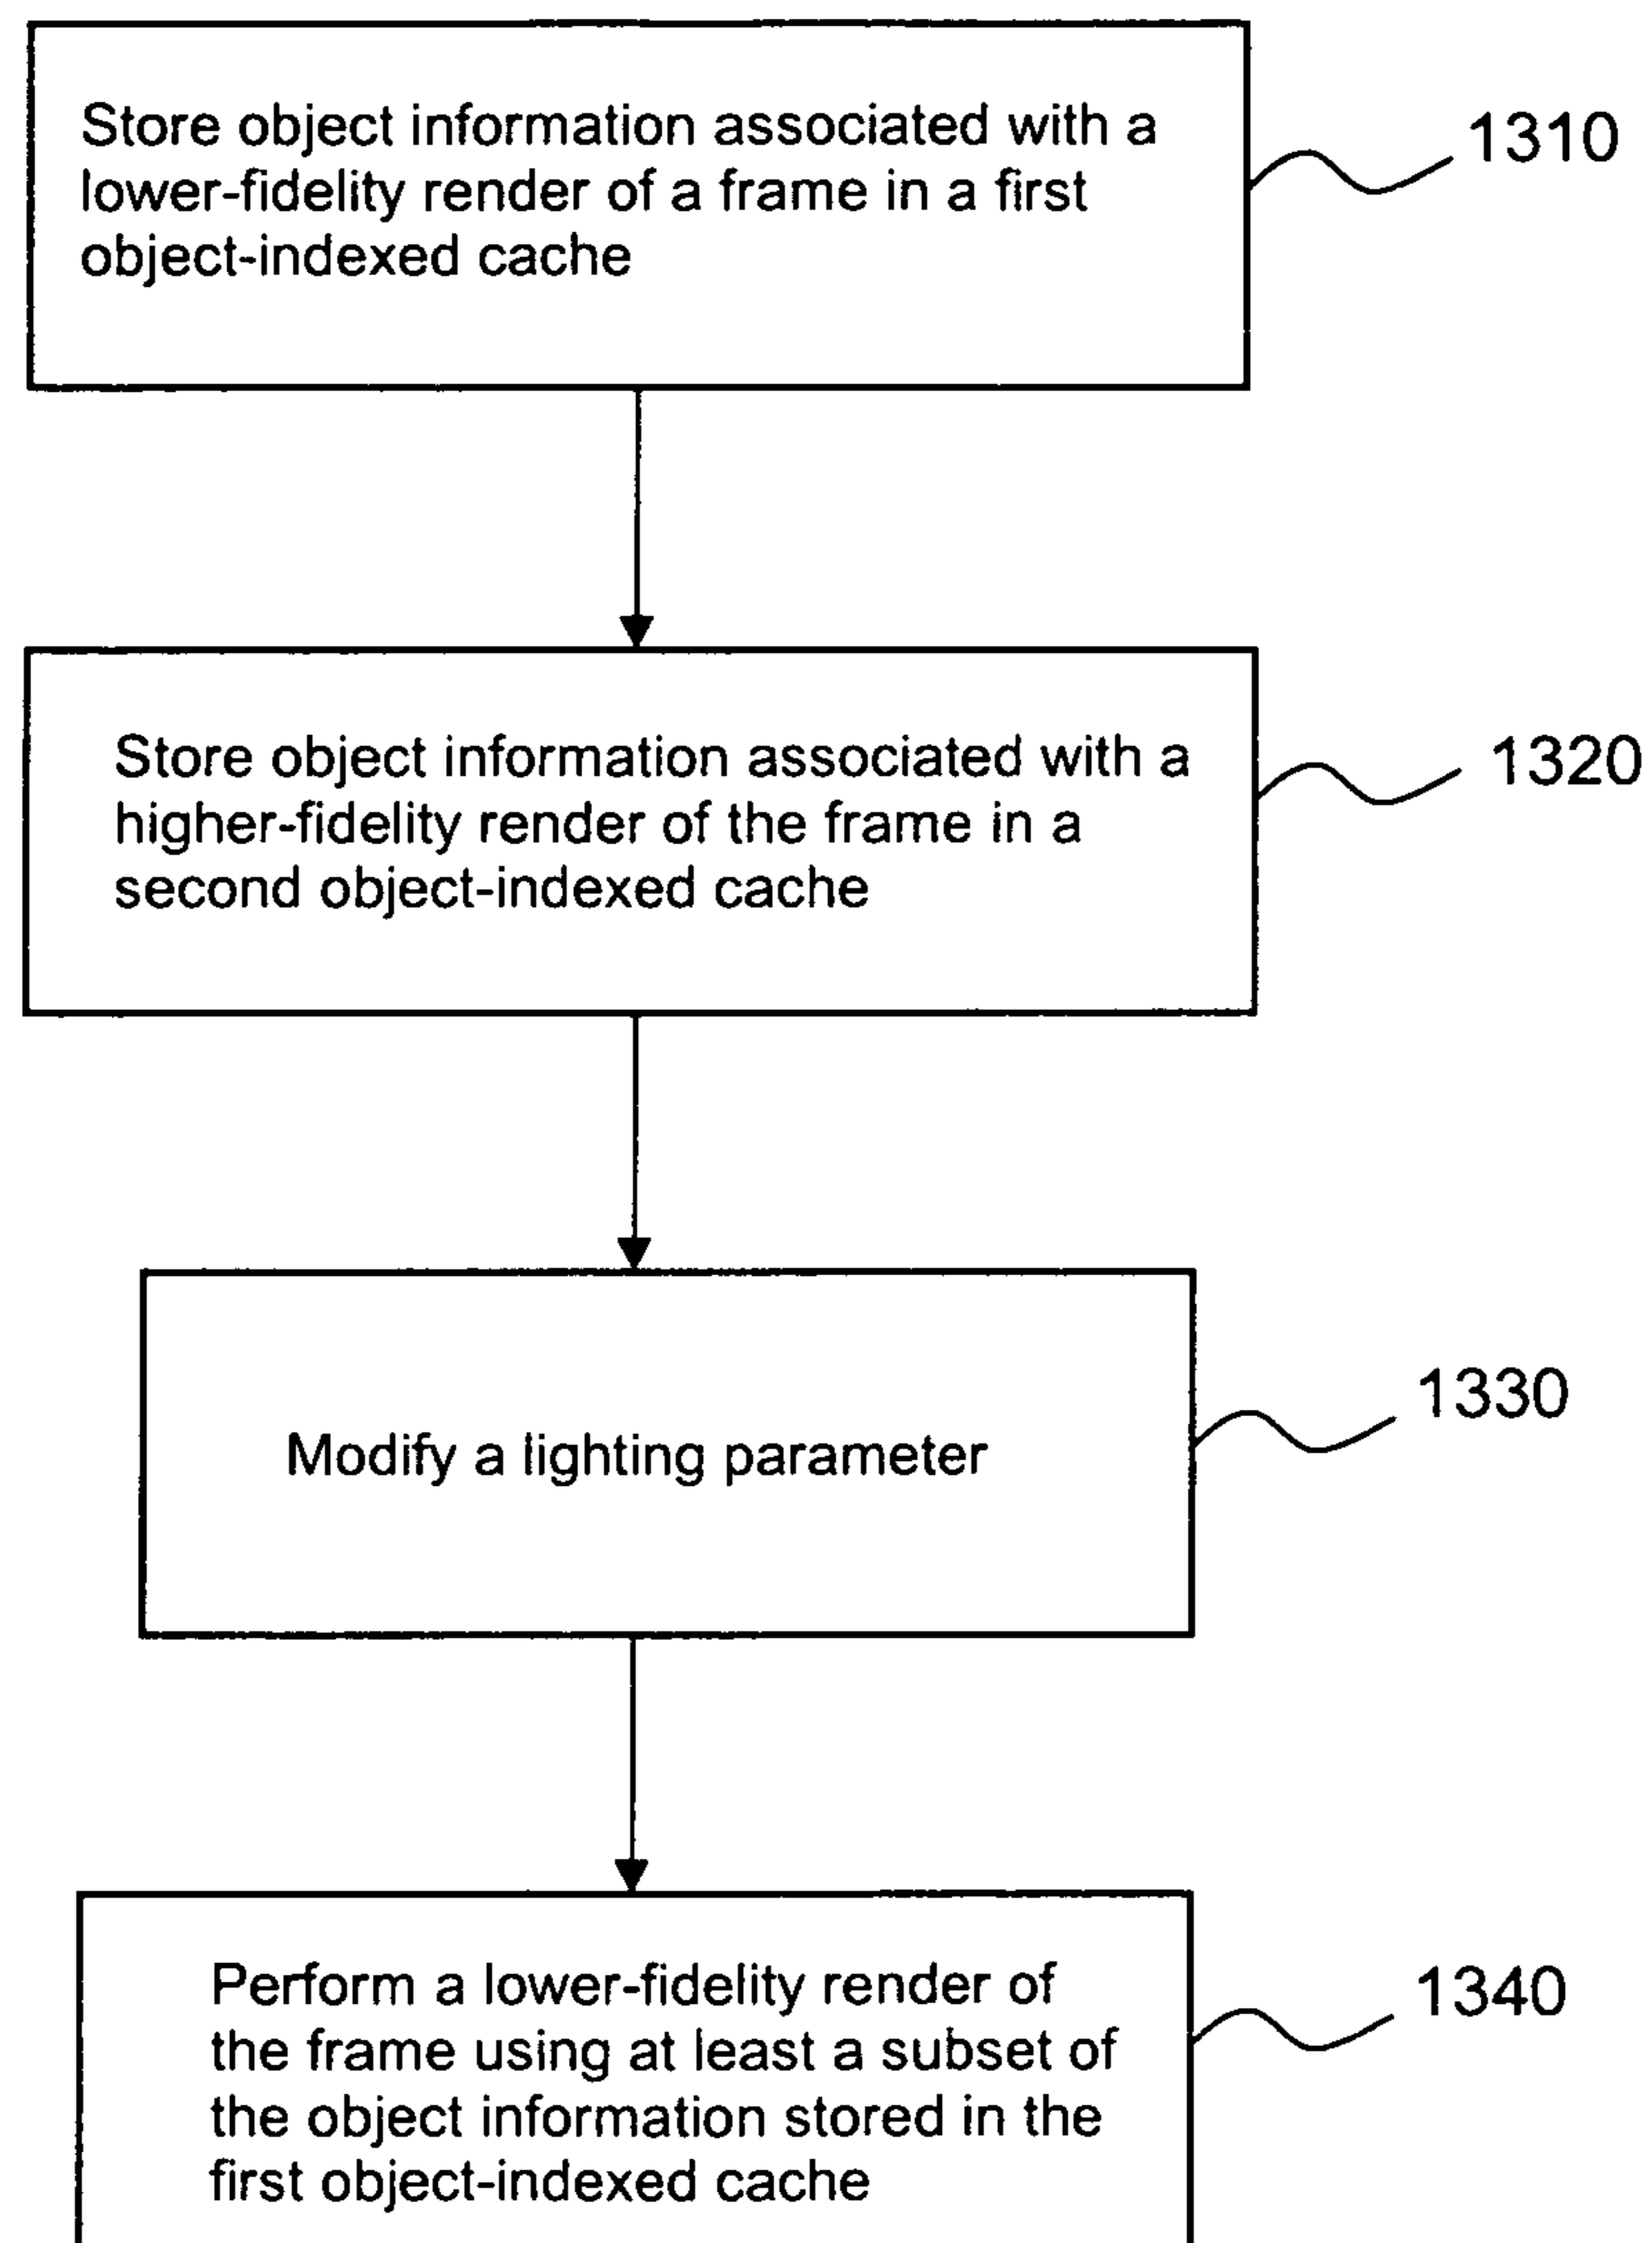 Store object information associated with a
lower-fidelity render of a frame in a first
object-indexed cache
1310
Store object information associated with a
higher-fidelity render of the frame in a
second object-indexed cache
1320
Modify a lighting parameter
1330
Perform a lower-fidelity render of
the frame using at least a subset of
the object information stored in the
first object-indexed cache
1340